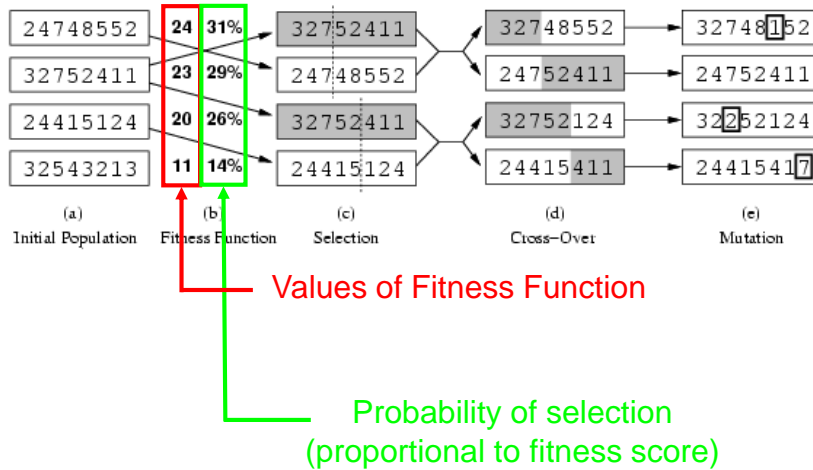 24748552 24 31% 32752411 32748552 32748152
32752411 23 29% 24748552 24752411 24752411
24415124 20 26% 32752411 32752124 32252124
32543213 11 14% 24415124 24415411 24415417
(a) (b) (c) (d) (e)
Initial Population Fitness Function Selection Cross-Over Mutation
Values of Fitness Function
Probability of selection
(proportional to fitness score)